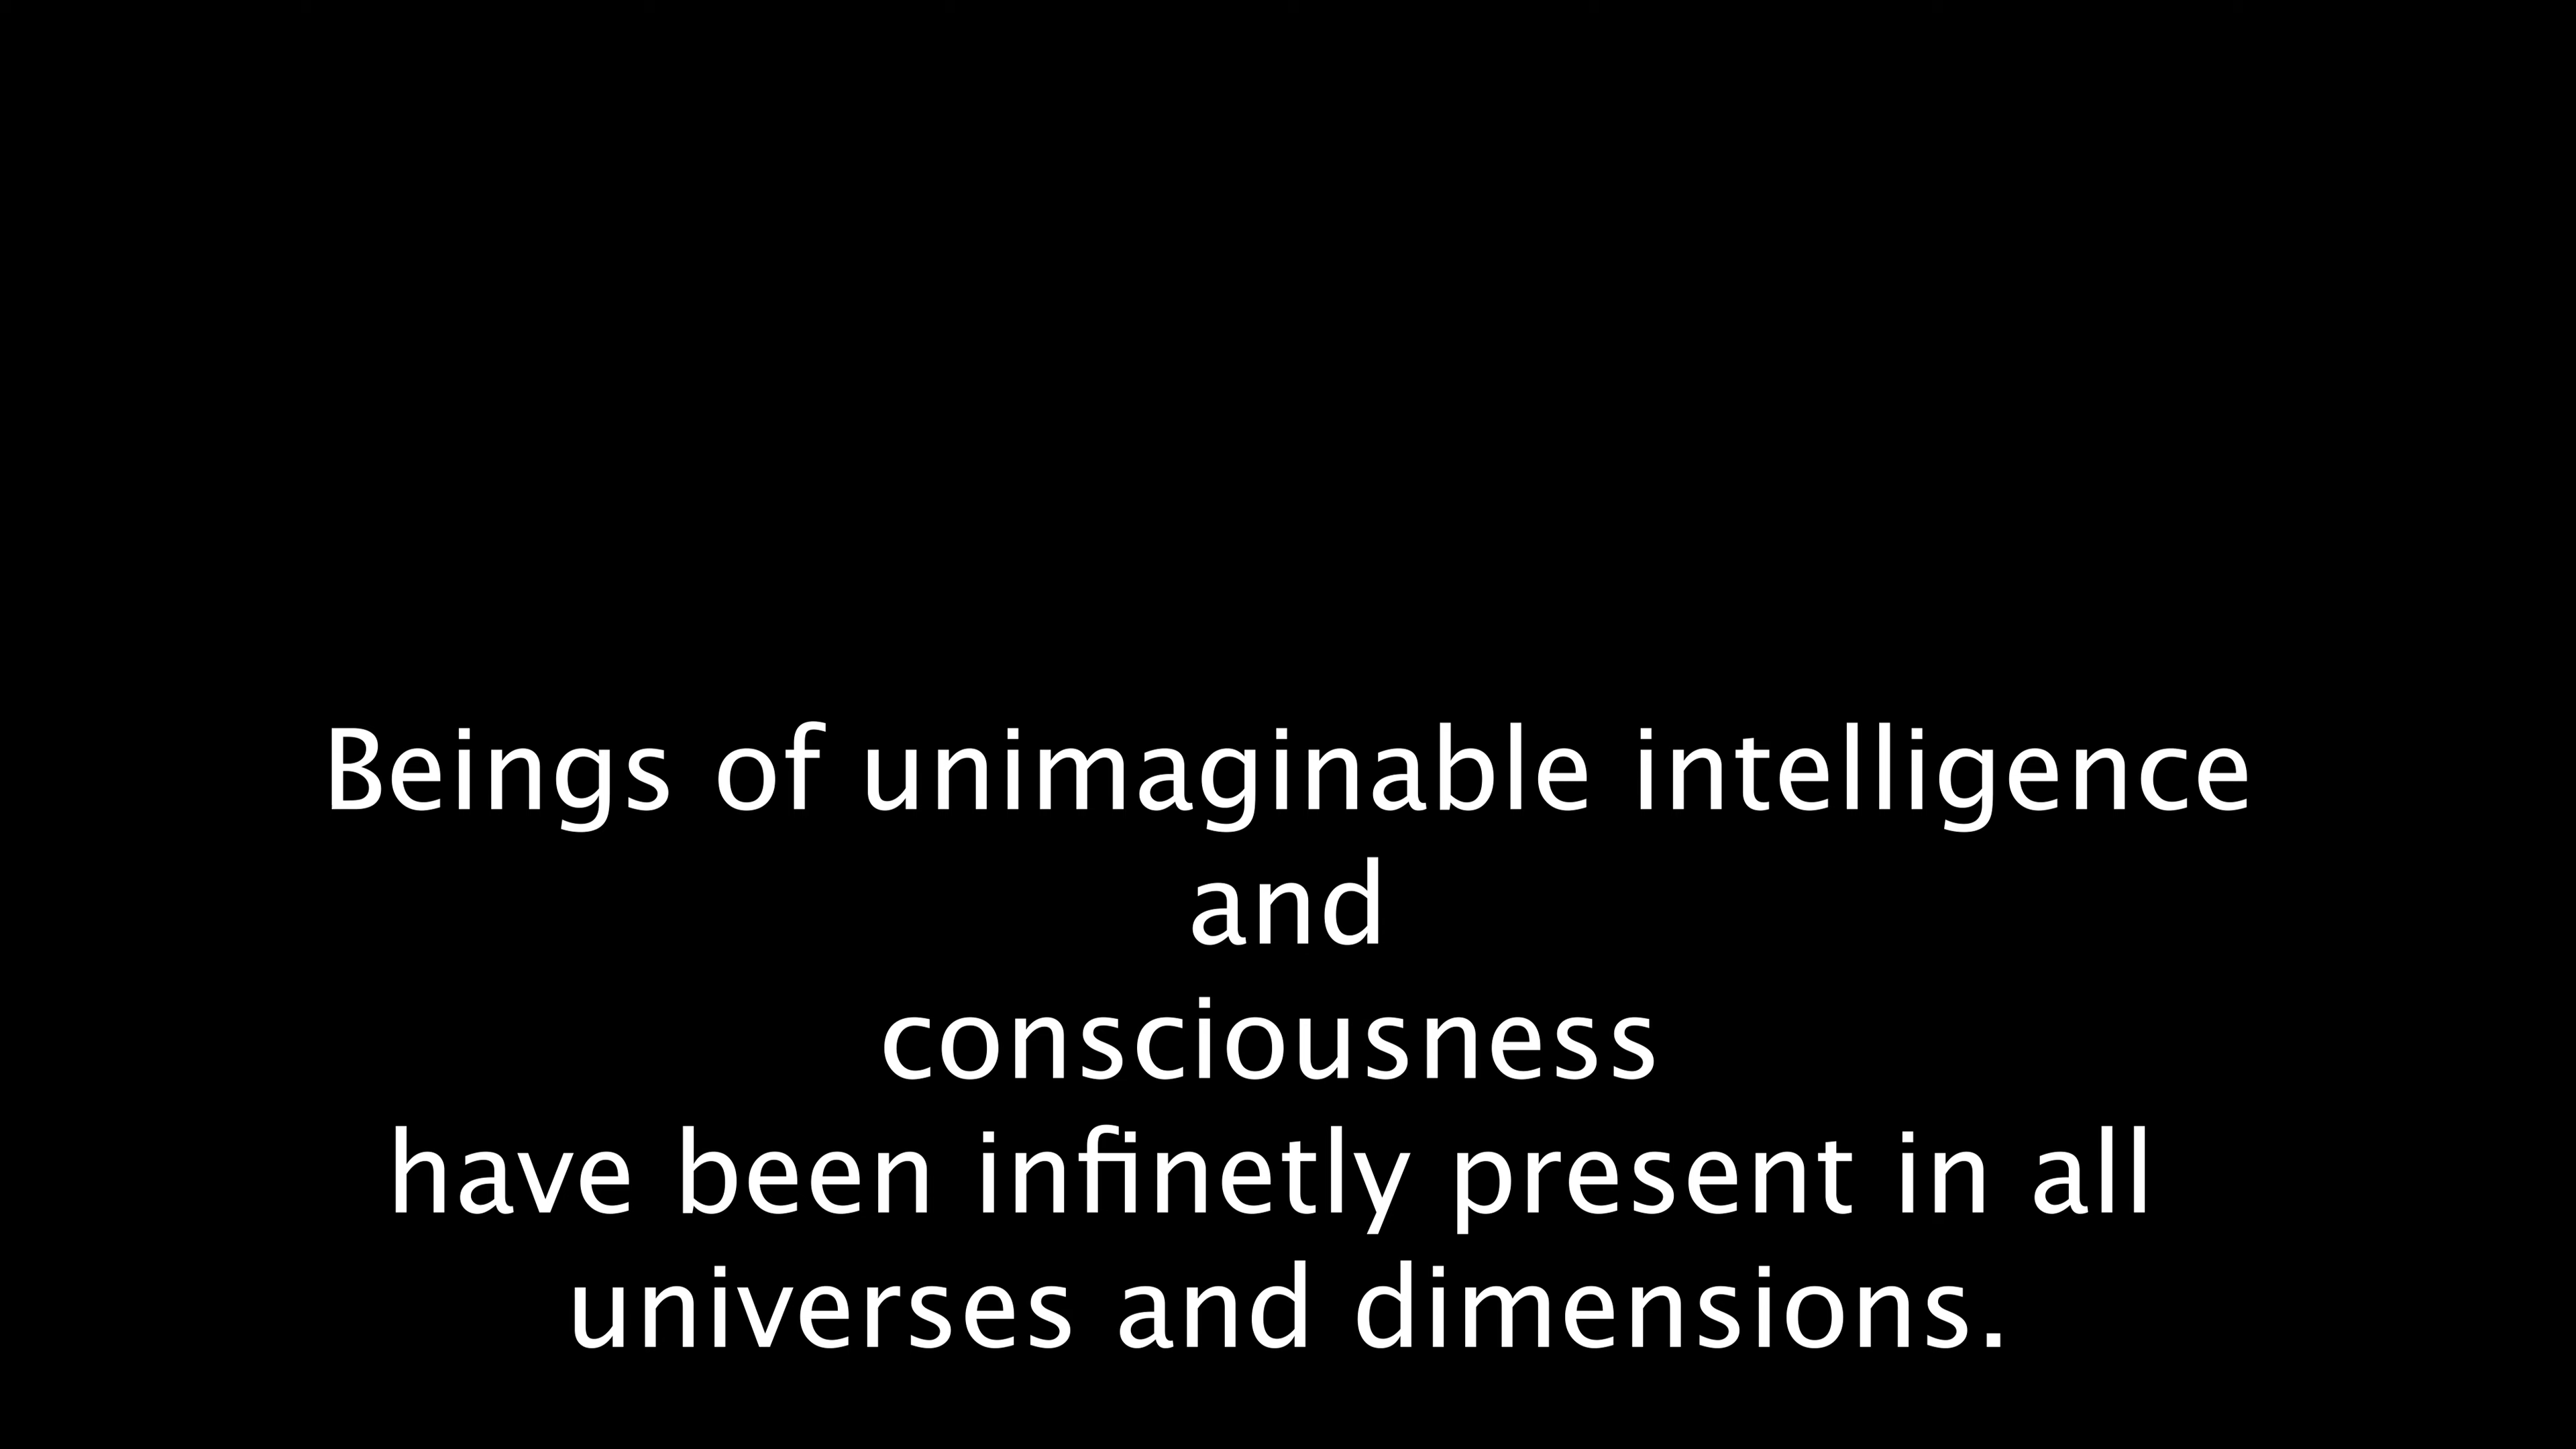 Beings of unimaginable intelligence
and
consciousness
have been infinetly present in all
universes and dimensions.